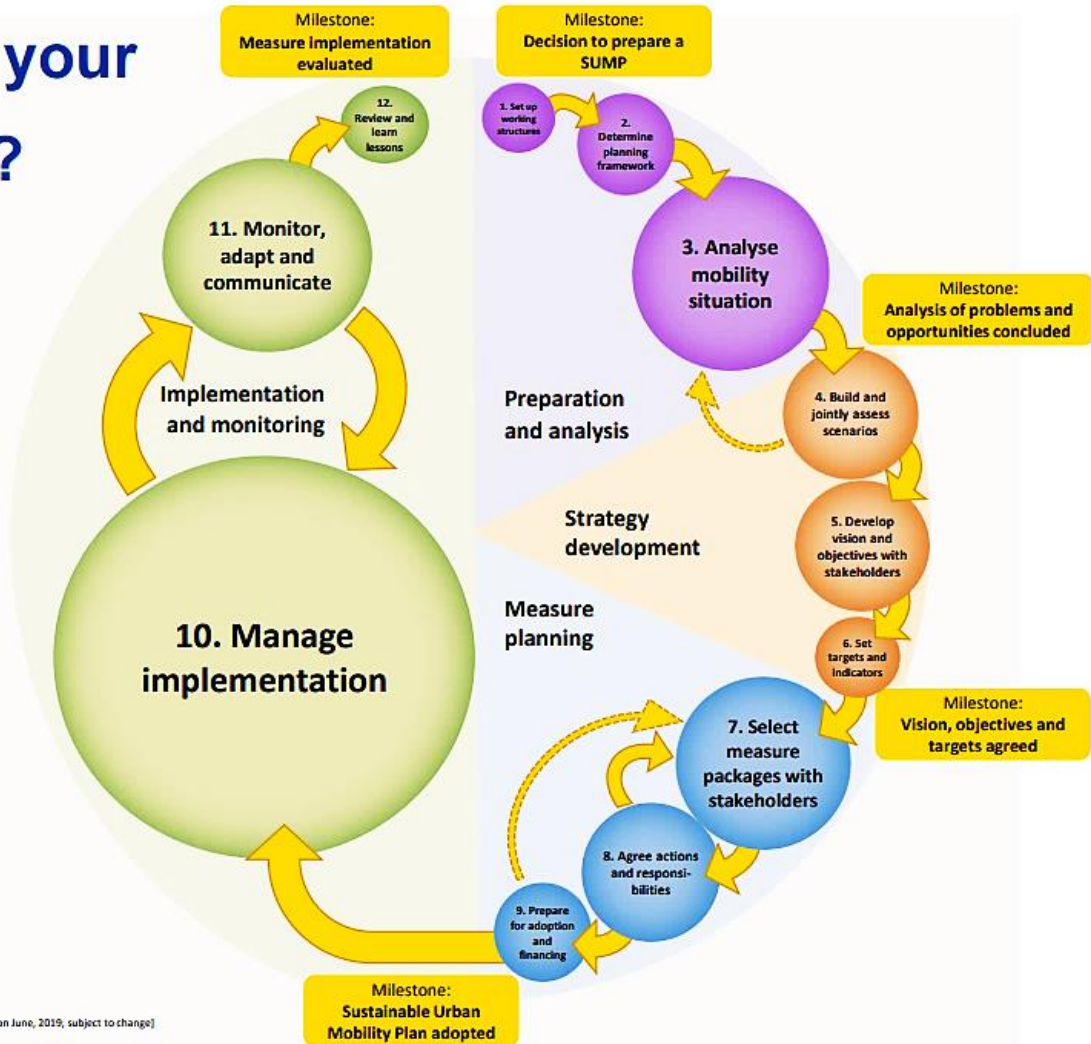 your
?
Milestone:
Measure implementation
evaluated
Milestone:
Decision to prepare a
SUMP
12.
Review and
learn
lessons
1. Set up
working
structures
2.
Determine
planning
framework
11. Monitor,
adapt and
communicate
3. Analyse
mobility
situation
Milestone:
Analysis of problems and
opportunities concluded
Implementation
and monitoring
Preparation
and analysis
4. Build and
jointly assess
scenarios
Strategy
development
5. Develop
vision and
objectives with
stakeholders
Measure
planning
10. Manage
implementation
6. Set
targets and
indicators
Milestone:
Vision, objectives and
targets agreed
7. Select
measure
packages with
stakeholders
8. Agree actions
and responsi-
bilities
9. Prepare
for adoption
and
financing
Milestone:
Sustainable Urban
Mobility Plan adopted
an June, 2019, subject to change]